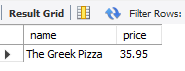 Result Grid Filter Rows:
name price
The Greek Pizza 35.95